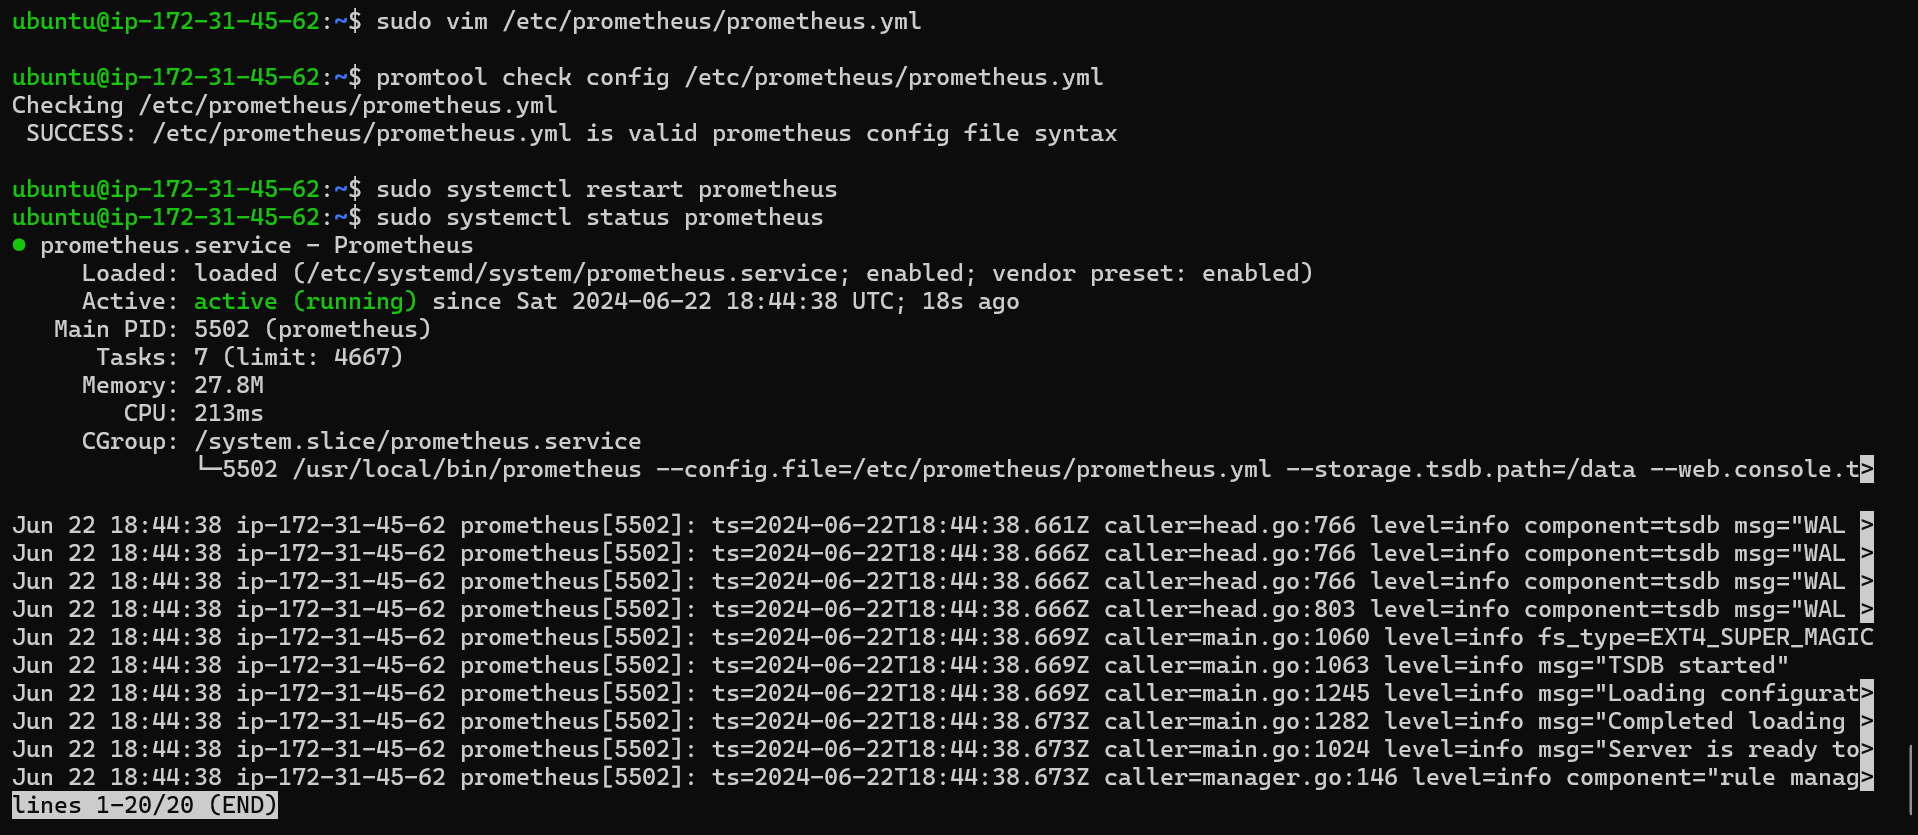 ubuntu@ip-172-31-45-62:~$ sudo vim /etc/prometheus/prometheus.yml
ubuntu@ip-172-31-45-62:~$ promtool check config /etc/prometheus/prometheus.yml
Checking /etc/prometheus/prometheus.yml
 SUCCESS: /etc/prometheus/prometheus.yml is valid prometheus config file syntax
ubuntu@ip-172-31-45-62:~$ sudo systemctl restart prometheus
ubuntu@ip-172-31-45-62:~$ sudo systemctl status prometheus
● prometheus.service - Prometheus
     Loaded: loaded (/etc/systemd/system/prometheus.service; enabled; vendor preset: enabled)
     Active: active (running) since Sat 2024-06-22 18:44:38 UTC; 18s ago
   Main PID: 5502 (prometheus)
      Tasks: 7 (limit: 4667)
     Memory: 27.8M
        CPU: 213ms
     CGroup: /system.slice/prometheus.service
             └─5502 /usr/local/bin/prometheus --config.file=/etc/prometheus/prometheus.yml --storage.tsdb.path=/data --web.console.t>
Jun 22 18:44:38 ip-172-31-45-62 prometheus[5502]: ts=2024-06-22T18:44:38.661Z caller=head.go:766 level=info component=tsdb msg="WAL >
Jun 22 18:44:38 ip-172-31-45-62 prometheus[5502]: ts=2024-06-22T18:44:38.666Z caller=head.go:766 level=info component=tsdb msg="WAL >
Jun 22 18:44:38 ip-172-31-45-62 prometheus[5502]: ts=2024-06-22T18:44:38.666Z caller=head.go:766 level=info component=tsdb msg="WAL >
Jun 22 18:44:38 ip-172-31-45-62 prometheus[5502]: ts=2024-06-22T18:44:38.666Z caller=head.go:803 level=info component=tsdb msg="WAL >
Jun 22 18:44:38 ip-172-31-45-62 prometheus[5502]: ts=2024-06-22T18:44:38.669Z caller=main.go:1060 level=info fs_type=EXT4_SUPER_MAGIC
Jun 22 18:44:38 ip-172-31-45-62 prometheus[5502]: ts=2024-06-22T18:44:38.669Z caller=main.go:1063 level=info msg="TSDB started"
Jun 22 18:44:38 ip-172-31-45-62 prometheus[5502]: ts=2024-06-22T18:44:38.669Z caller=main.go:1245 level=info msg="Loading configurat>
Jun 22 18:44:38 ip-172-31-45-62 prometheus[5502]: ts=2024-06-22T18:44:38.673Z caller=main.go:1282 level=info msg="Completed loading >
Jun 22 18:44:38 ip-172-31-45-62 prometheus[5502]: ts=2024-06-22T18:44:38.673Z caller=main.go:1024 level=info msg="Server is ready to>
Jun 22 18:44:38 ip-172-31-45-62 prometheus[5502]: ts=2024-06-22T18:44:38.673Z caller=manager.go:146 level=info component="rule manag>
lines 1-20/20 (END)